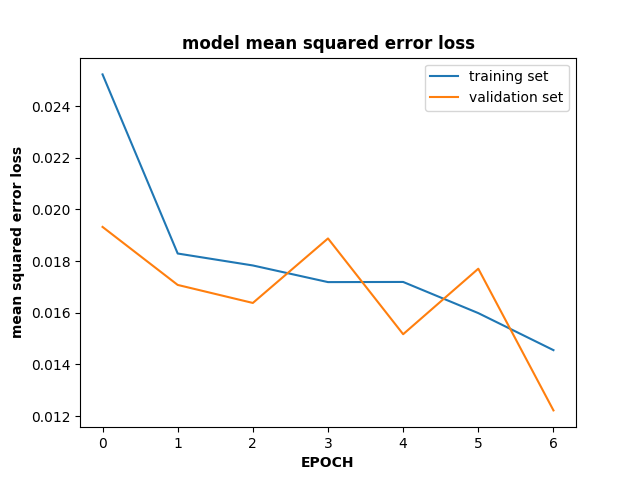 model mean squared error loss
training set
validation set
mean squared error loss
0.024
0.022
0.020
0.018
0.016
0.014
0.012
0 1 2 3 4 5 6
EPOCH